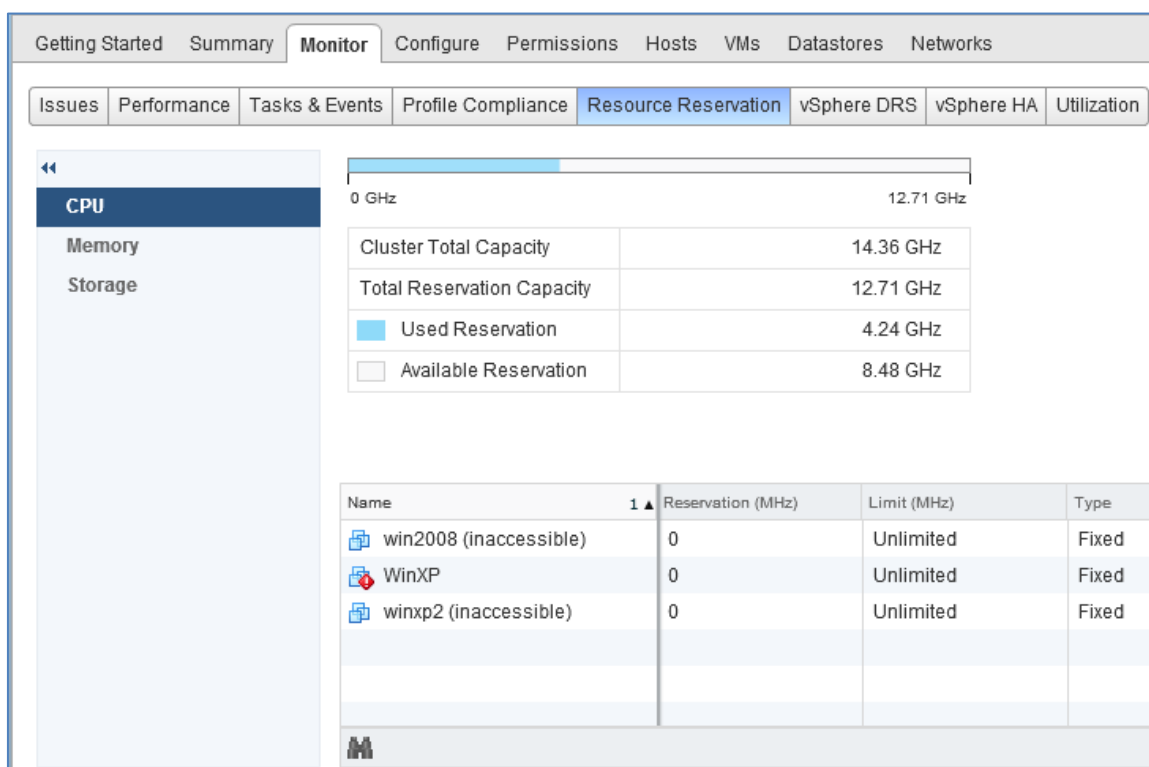 Getting Started Summary Monitor Configure Permissions Hosts VMs Datastores Networks
Issues Performance Tasks & Events Profile Compliance Resource Reservation vSphere DRS vSphere HA Utilization
CPU
Memory
Storage
0 GHz 12.71 GHz
Cluster Total Capacity 14.36 GHz
Total Reservation Capacity 12.71 GHz
Used Reservation 4.24 GHz
Available Reservation 8.48 GHz
Name 1 ▲ Reservation (MHz) Limit (MHz) Type
win2008 (inaccessible) 0 Unlimited Fixed
WinXP 0 Unlimited Fixed
winxp2 (inaccessible) 0 Unlimited Fixed